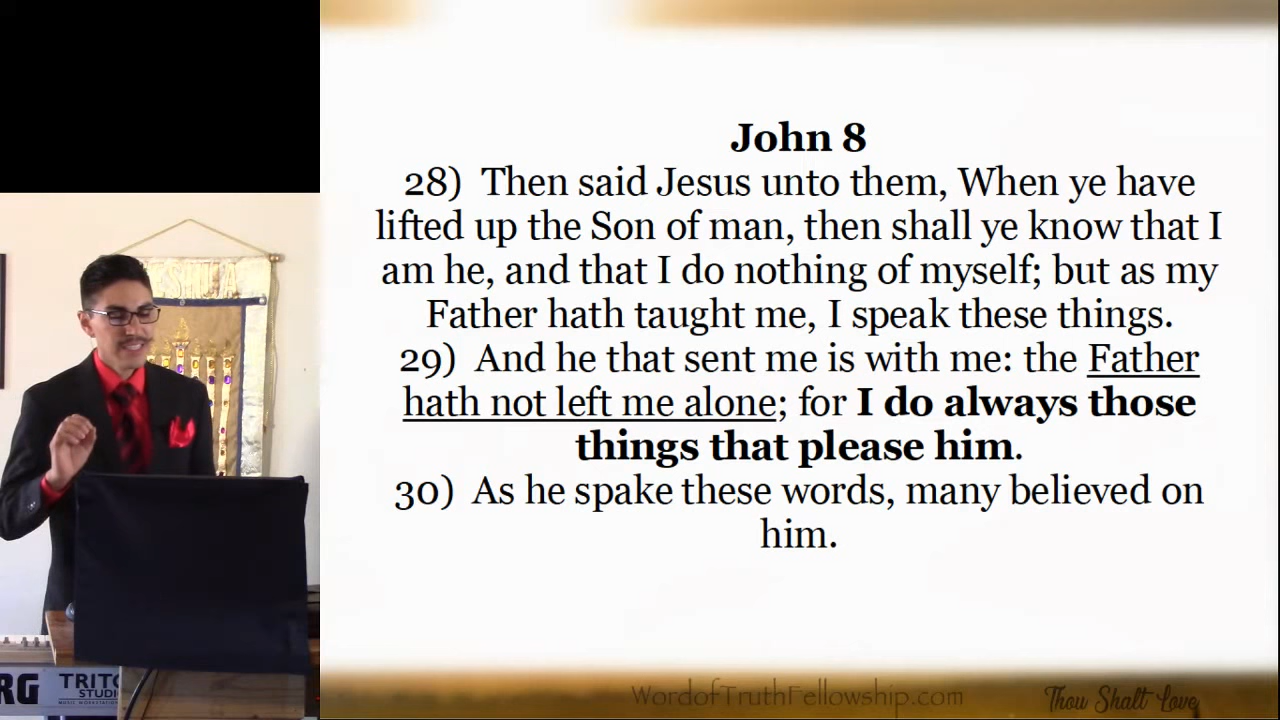 John 8
28)  Then said Jesus unto them, When ye have
lifted up the Son of man, then shall ye know that I
am he, and that I do nothing of myself; but as my
Father hath taught me, I speak these things.
29)  And he that sent me is with me: the Father
hath not left me alone; for I do always those
things that please him.
30)  As he spake these words, many believed on
him.
WordofTruthFellowship.com
Thou Shalt Love
RG
TRITO
STUDI